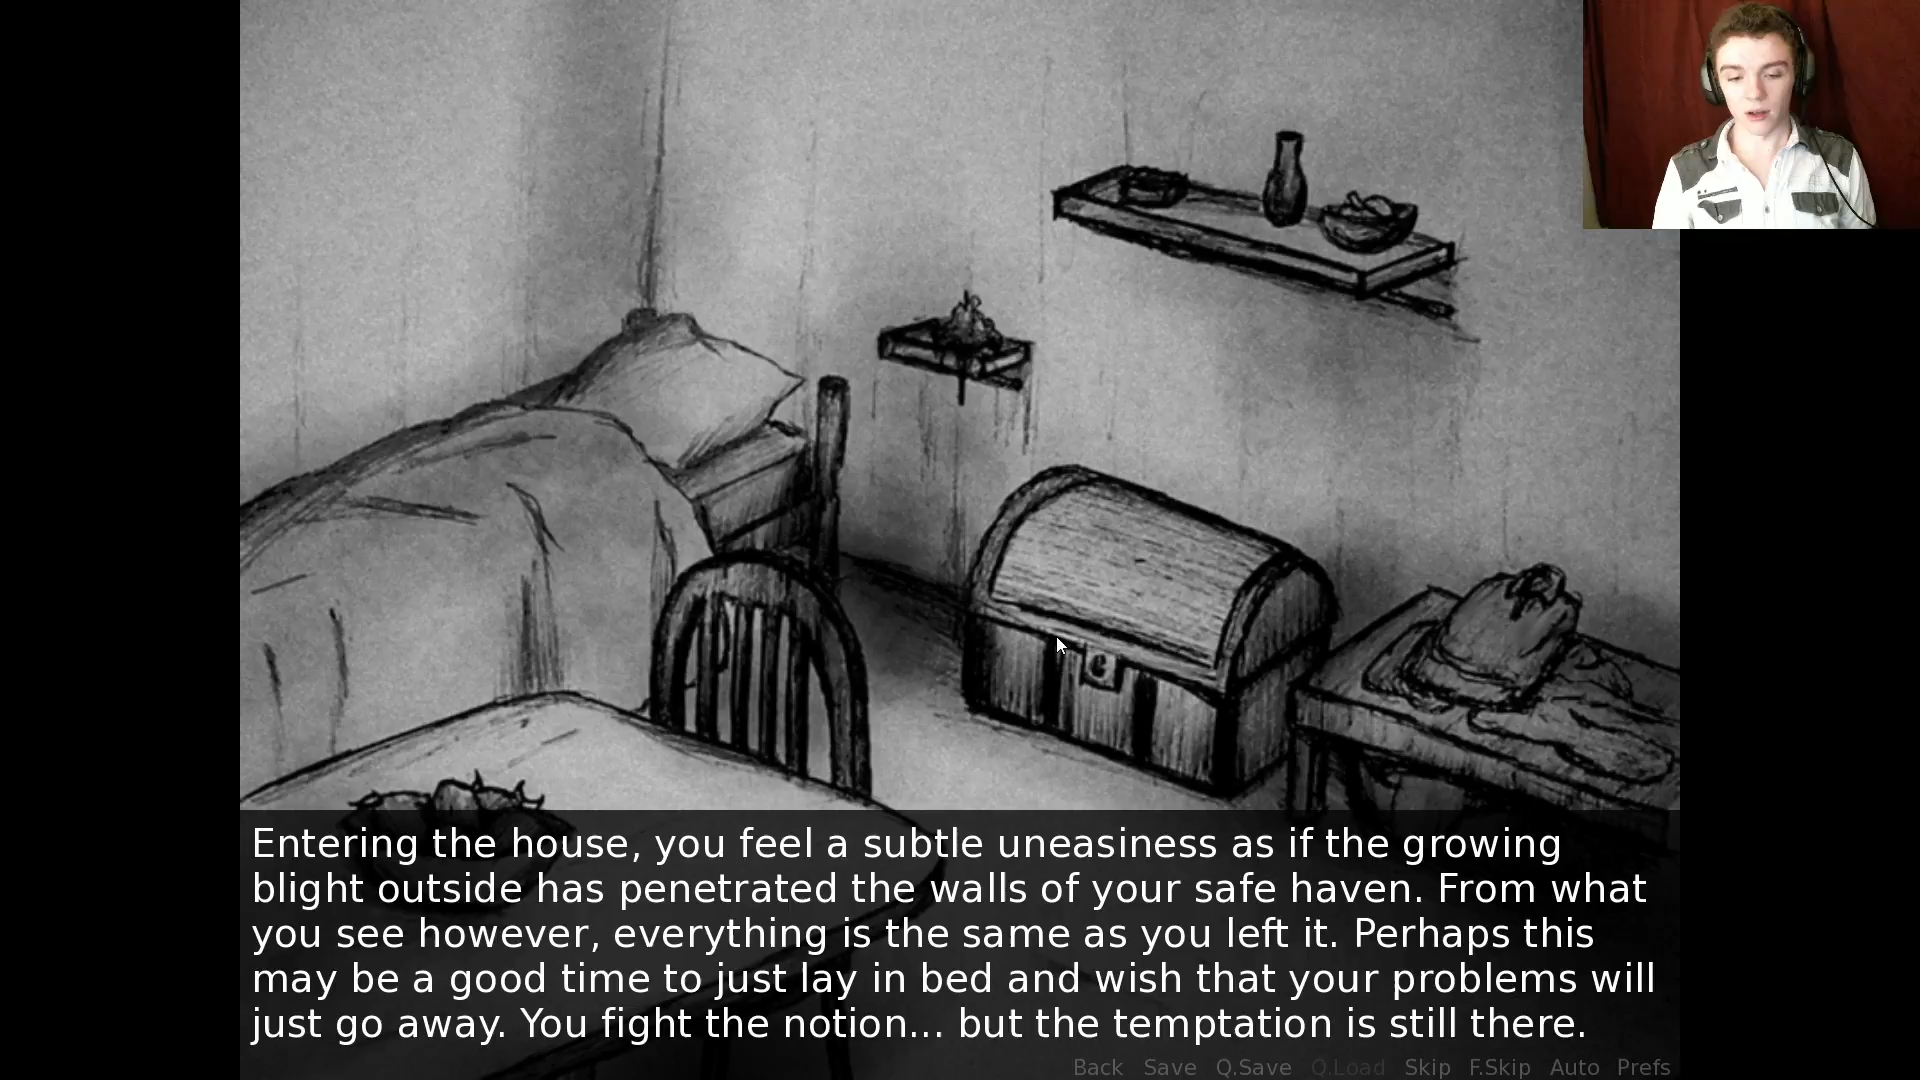 Entering the house, you feel a subtle uneasiness as if the growing
blight outside has penetrated the walls of your safe haven. From what
you see however, everything is the same as you left it. Perhaps this
may be a good time to just lay in bed and wish that your problems will
just go away. You fight the notion... but the temptation is still there.
Back Save Q.Save Q.Load Skip F.Skip Auto Prefs